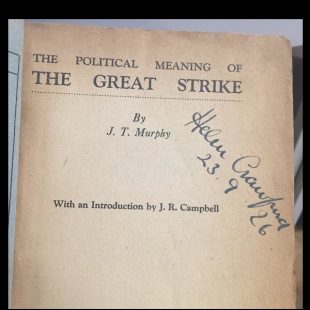 THE POLITICAL MEANING OF
THE GREAT STRIKE
By
J. T. Murphy
Helen Crawfurd
23.9
/26
With an Introduction by J. R. Campbell